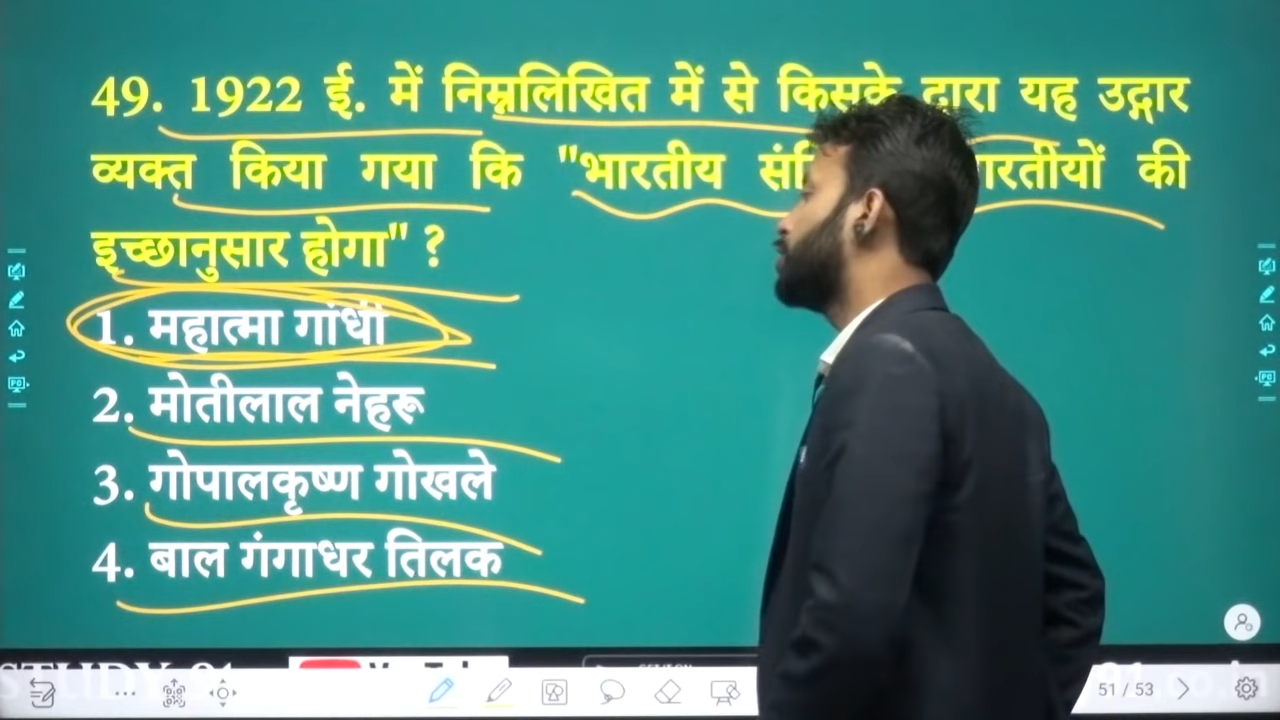 49. 1922 ई. में निम्नलिखित में से किसके द्वारा यह उद्गार
व्यक्त किया गया कि "भारतीय की
इच्छानुसार होगा" ?
1. महात्मा गांधी
2. मोतीलाल नेहरू
3. गोपालकृष्ण गोखले
4. बाल गंगाधर तिलक
51 / 53